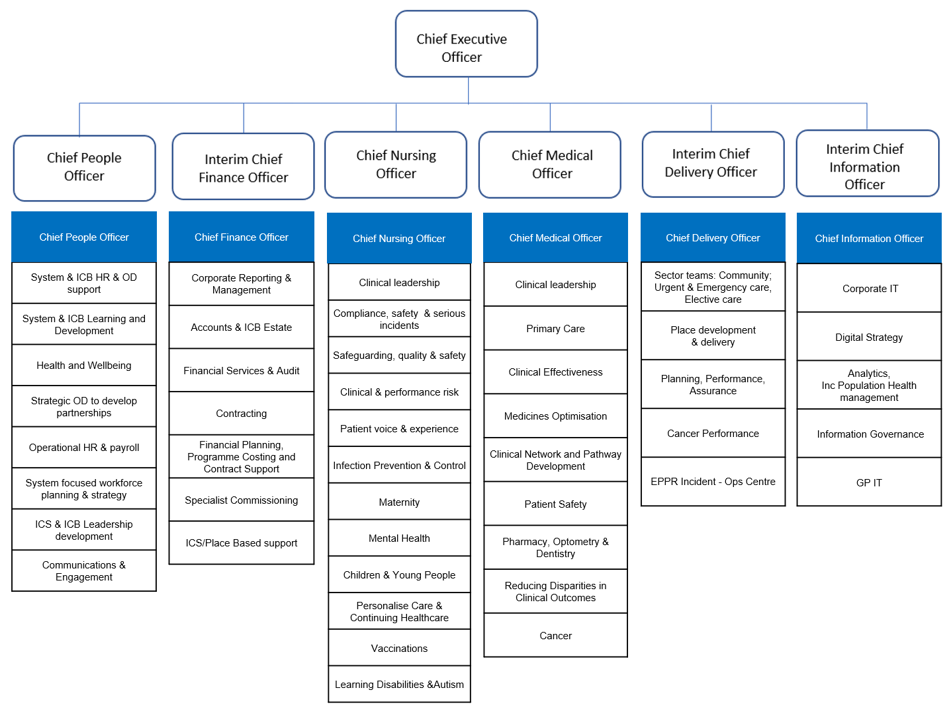 Chief Executive
Officer
Chief People
Officer
Interim Chief
Finance Officer
Chief Nursing
Officer
Chief Medical
Officer
Interim Chief
Delivery Officer
Interim Chief
Information
Officer
Chief People Officer
System & ICB HR & OD
support
System & ICB Learning and
Development
Health and Wellbeing
Strategic OD to develop
partnerships
Operational HR & payroll
System focused workforce
planning & strategy
ICS & ICB Leadership
development
Communications &
Engagement
Chief Finance Officer
Corporate Reporting &
Management
Accounts & ICB Estate
Financial Services & Audit
Contracting
Financial Planning,
Programme Costing and
Contract Support
Specialist Commissioning
ICS/Place Based support
Chief Nursing Officer
Clinical leadership
Compliance, safety & serious
incidents
Safeguarding, quality & safety
Clinical & performance risk
Patient voice & experience
Infection Prevention & Control
Maternity
Mental Health
Children & Young People
Personalise Care &
Continuing Healthcare
Vaccinations
Learning Disabilities &Autism
Chief Medical Officer
Clinical leadership
Primary Care
Clinical Effectiveness
Medicines Optimisation
Clinical Network and Pathway
Development
Patient Safety
Pharmacy, Optometry &
Dentistry
Reducing Disparities in
Clinical Outcomes
Cancer
Chief Delivery Officer
Sector teams: Community;
Urgent & Emergency care,
Elective care
Place development
& delivery
Planning, Performance,
Assurance
Cancer Performance
EPPR Incident - Ops Centre
Chief Information Officer
Corporate IT
Digital Strategy
Analytics,
Inc Population Health
management
Information Governance
GP IT